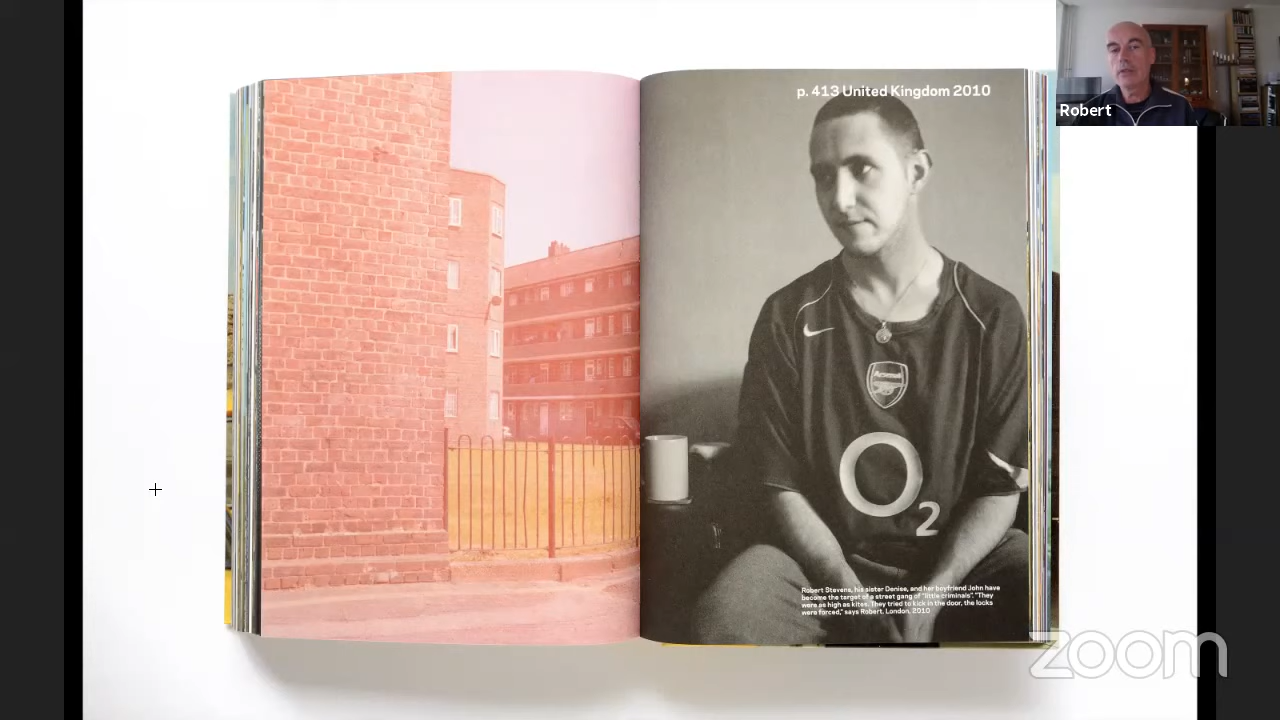 p. 413 United Kingdom 2010
Robert
Arsenal
O2
Robert Stevens, his sister Denise, and her boyfriend John have
become the target of a street gang of "little criminals". "They
were as high as kites. They tried to kick in the door, the locks
were forced," says Robert. London, 2010
zoom